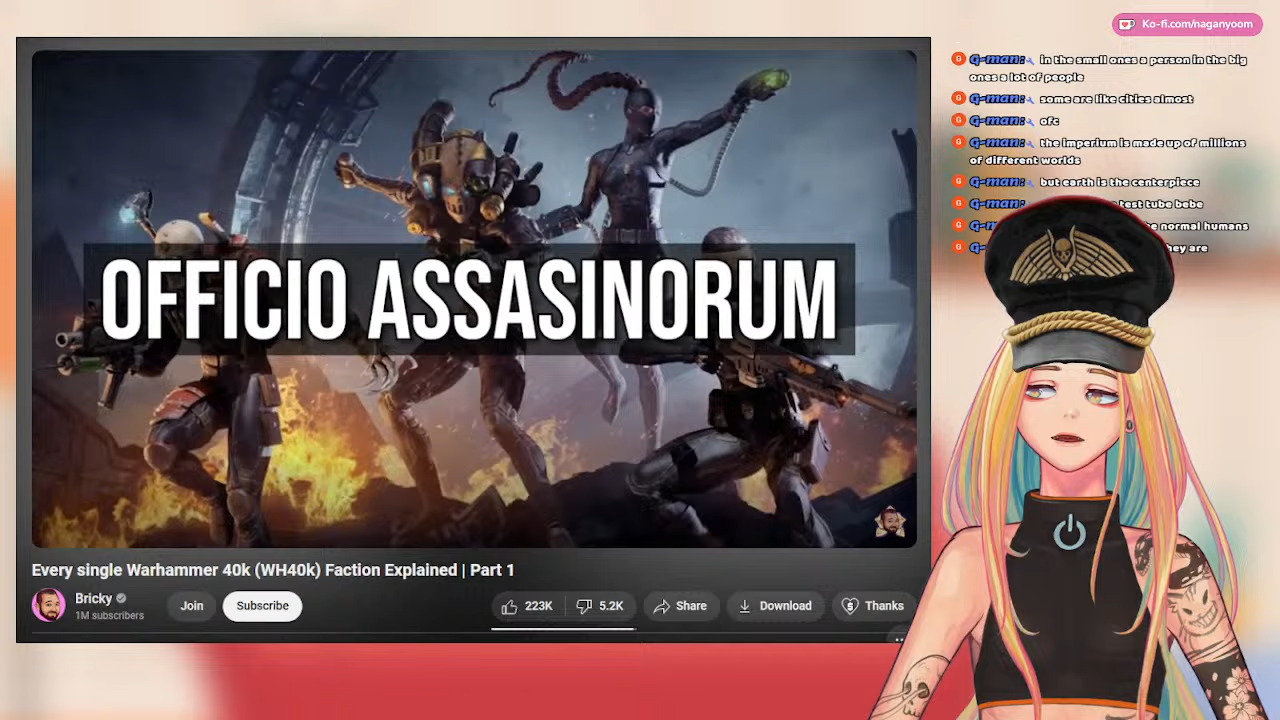 Ko-fi.com/naganyoom
G-man: in the small ones a person in the big
ones a lot of people
G-man: some are like cities almost
G-man: ofc
G-man: the imperium is made up of millions
of different worlds
G-man: but earth is the centerpiece
G-man: test tube bebe
G-m e normal humans
G- hey are
OFFICIO ASSASINORUM
Every single Warhammer 40k (WH40k) Faction Explained | Part 1
Bricky
1M subscribers
Join
Subscribe
223K
5.2K
Share
Download
Thanks